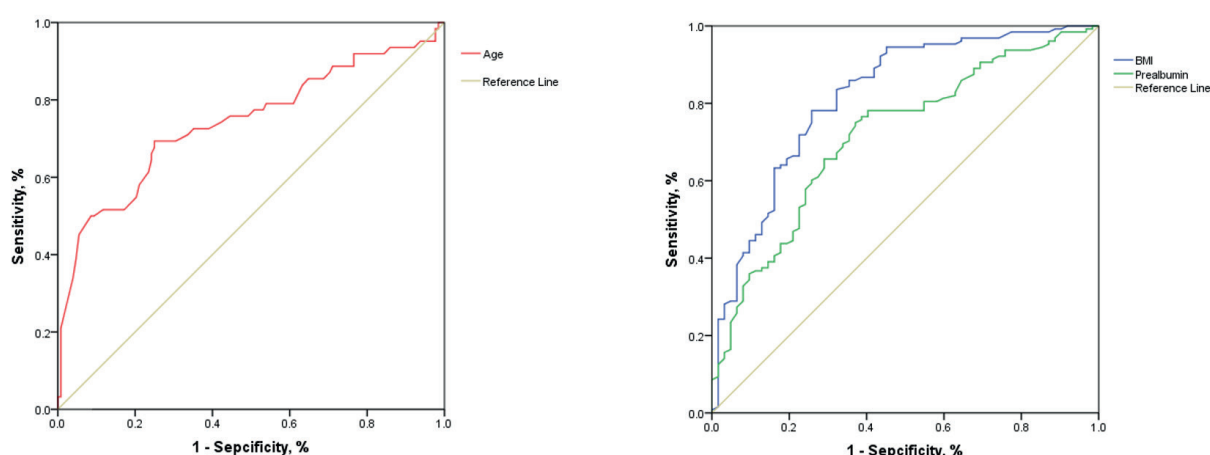 1.0
0.8
0.6
0.4
0.2
0.0
0.0 0.2 0.4 0.6 0.8 1.0
Sensitivity, %
1 - Sepcificity, %
Age
Reference Line
1.0
0.8
0.6
0.4
0.2
0.0
0.0 0.2 0.4 0.6 0.8 1.0
Sensitivity, %
1 - Sepcificity, %
BMI
Prealbumin
Reference Line